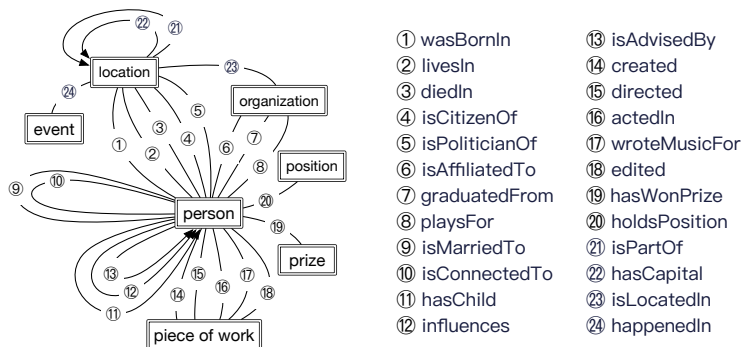 ㉒
㉑
location
㉓
㉔
organization
event
⑤
③
④
①
②
⑥
⑦
⑧
position
⑨
⑩
⑳
person
⑲
prize
⑬
⑫
⑪
⑮
⑭
⑯
⑰
⑱
piece of work
① wasBornIn
② livesIn
③ diedIn
④ isCitizenOf
⑤ isPoliticianOf
⑥ isAffiliatedTo
⑦ graduatedFrom
⑧ playsFor
⑨ isMarriedTo
⑩ isConnectedTo
⑪ hasChild
⑫ influences
⑬ isAdvisedBy
⑭ created
⑮ directed
⑯ actedIn
⑰ wroteMusicFor
⑱ edited
⑲ hasWonPrize
⑳ holdsPosition
㉑ isPartOf
㉒ hasCapital
㉓ isLocatedIn
㉔ happenedIn